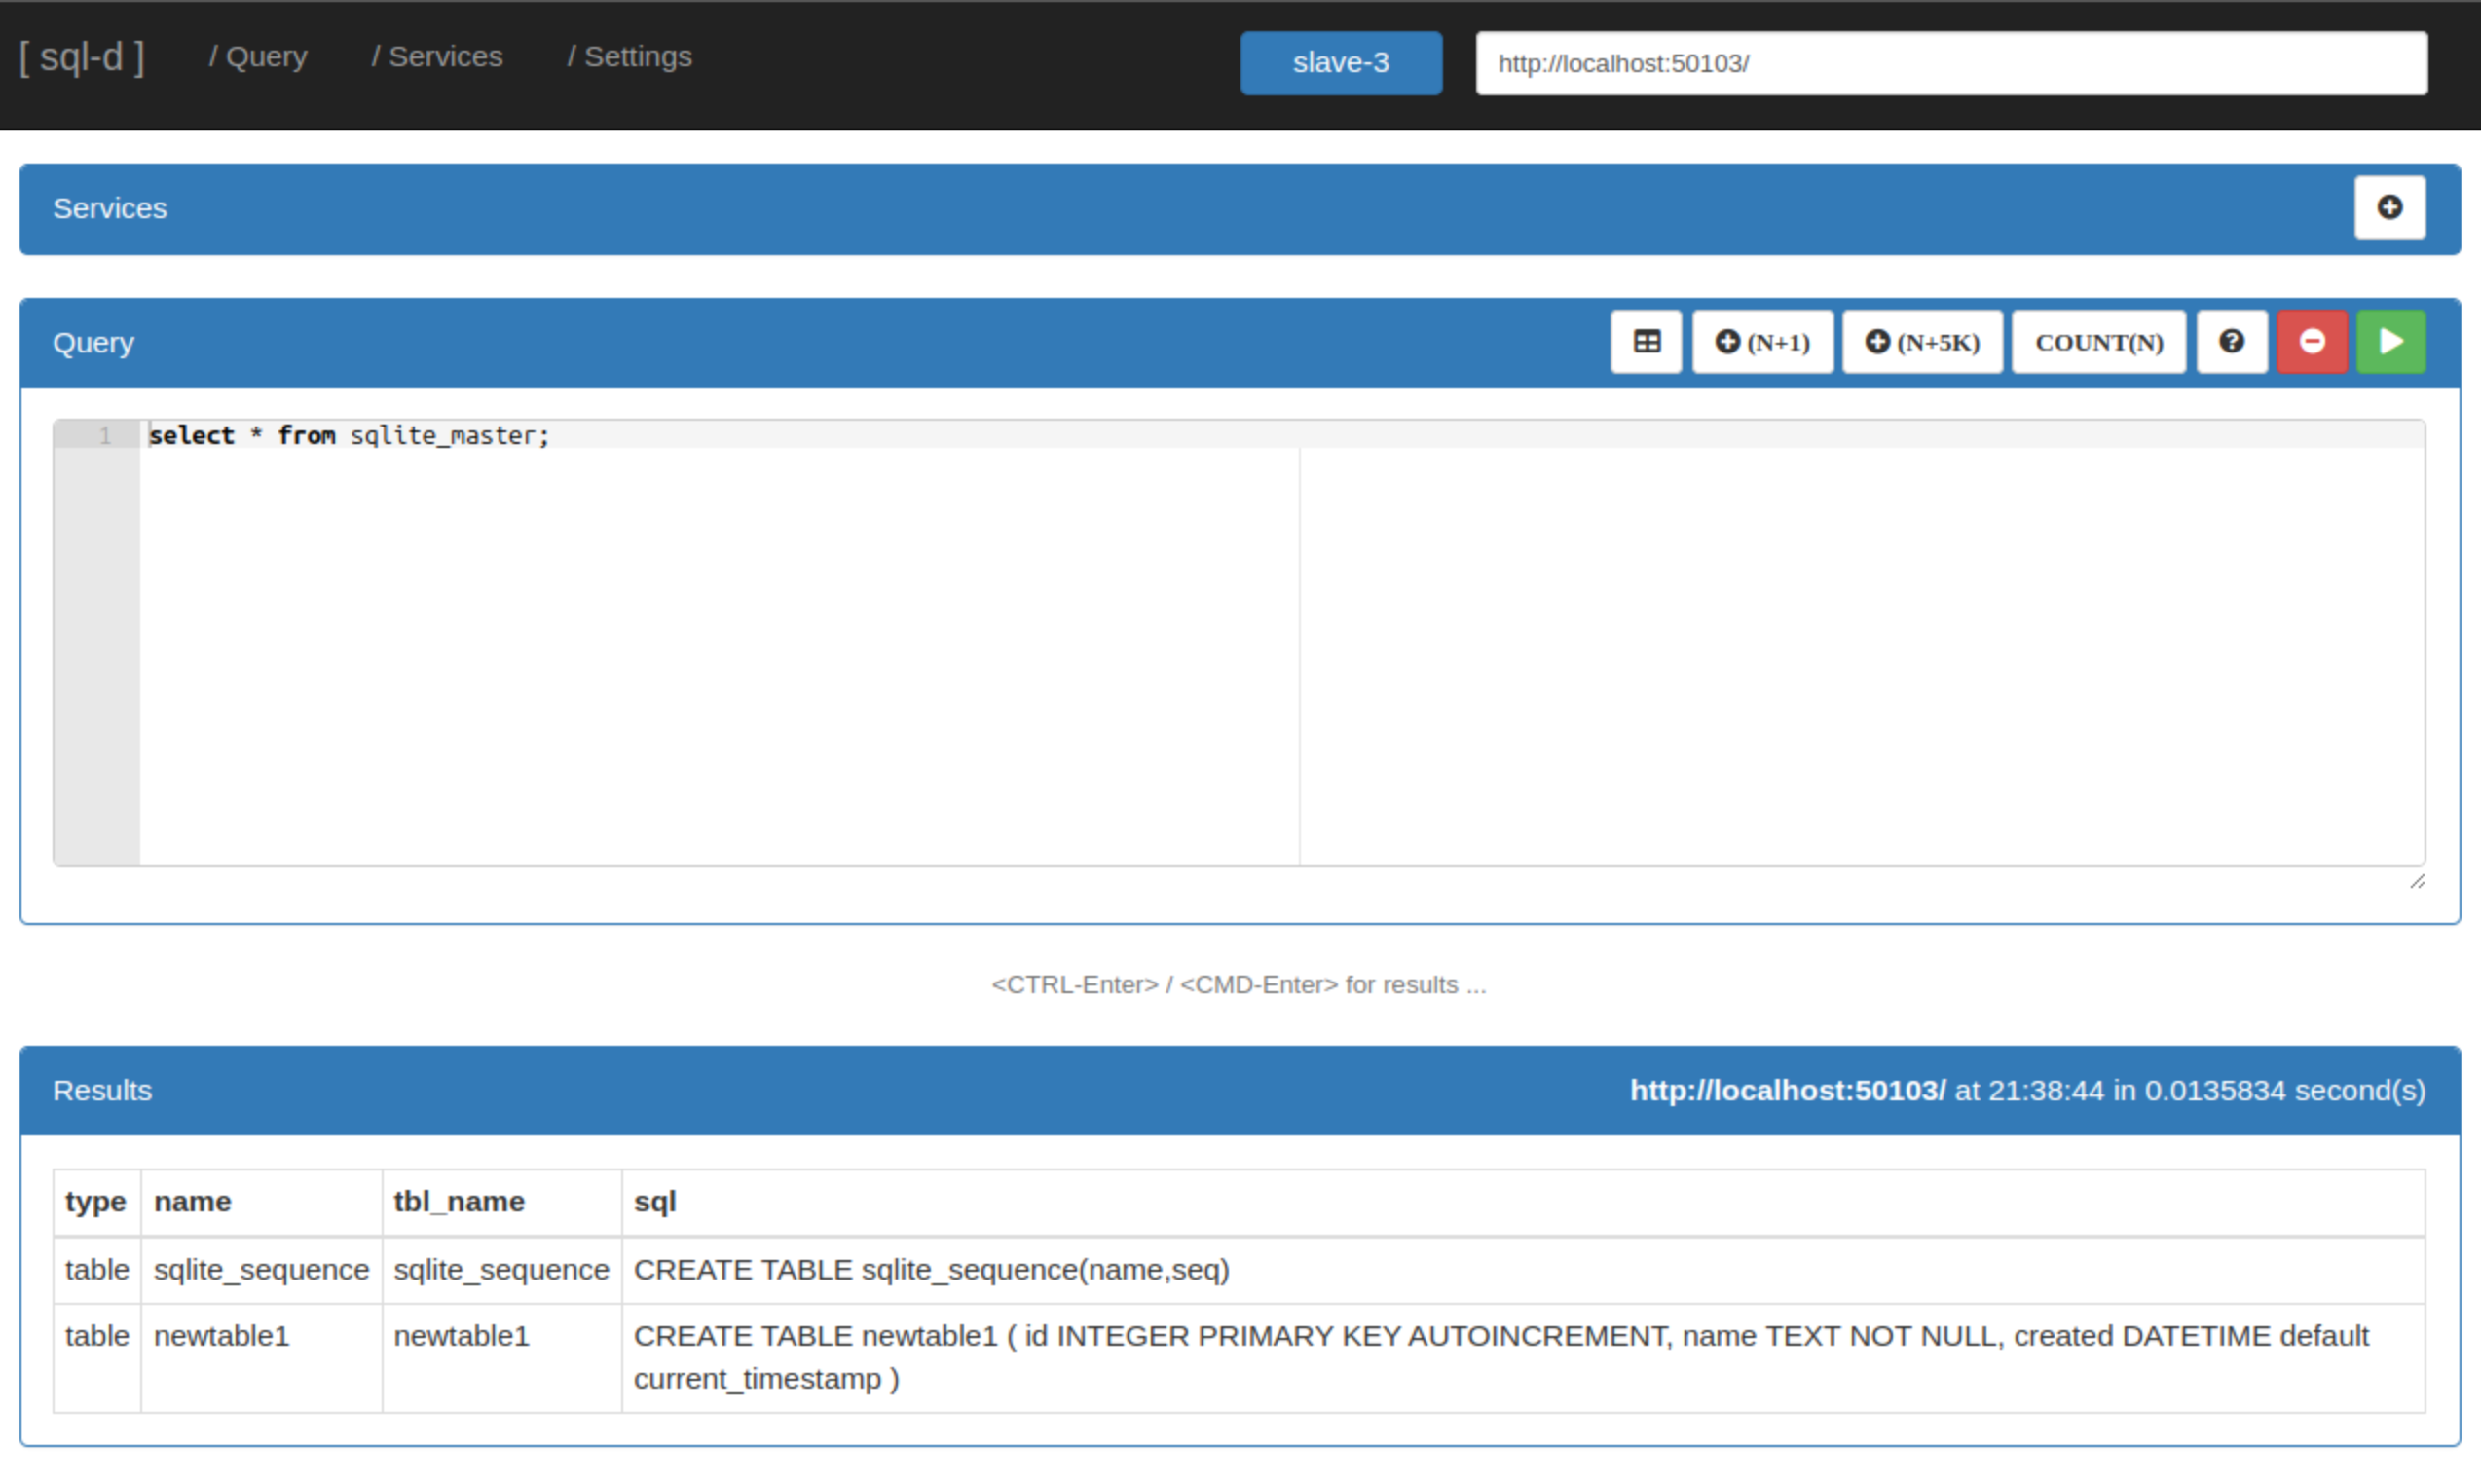 [ sql-d ] / Query / Services / Settings slave-3 http://localhost:50103/
Services
Query (N+1) (N+5K) COUNT(N)
1 select * from sqlite_master;
<CTRL-Enter> / <CMD-Enter> for results ...
Results http://localhost:50103/ at 21:38:44 in 0.0135834 second(s)
type name tbl_name sql
table sqlite_sequence sqlite_sequence CREATE TABLE sqlite_sequence(name,seq)
table newtable1 newtable1 CREATE TABLE newtable1 ( id INTEGER PRIMARY KEY AUTOINCREMENT, name TEXT NOT NULL, created DATETIME default
current_timestamp )